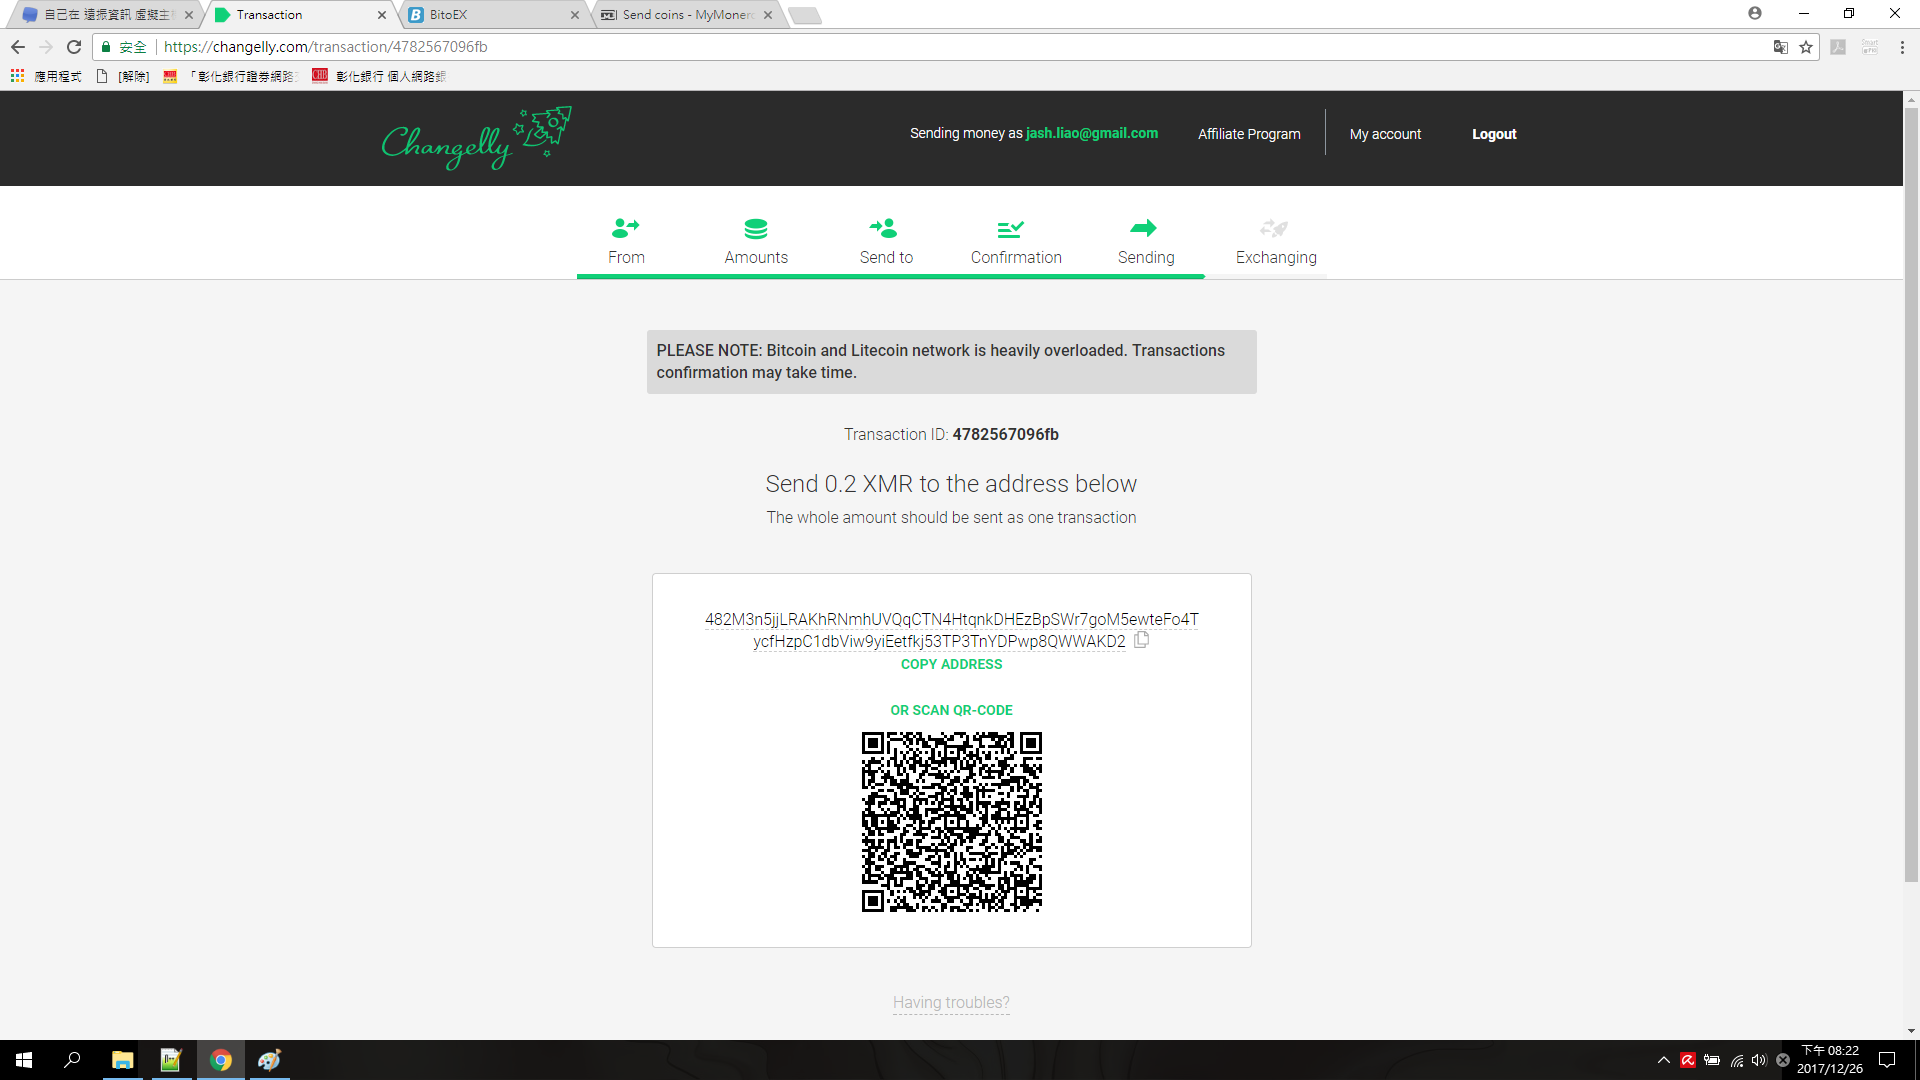 自己在 遠振資訊 虛擬主
Transaction
BitoEX
Send coins - MyMonero
安全
https://changelly.com/transaction/4782567096fb
應用程式
[解除]
「彰化銀行證券網路
彰化銀行 個人網路銀
Changelly
Sending money as jash.liao@gmail.com
Affiliate Program
My account
Logout
From
Amounts
Send to
Confirmation
Sending
Exchanging
PLEASE NOTE: Bitcoin and Litecoin network is heavily overloaded. Transactions
confirmation may take time.
Transaction ID: 4782567096fb
Send 0.2 XMR to the address below
The whole amount should be sent as one transaction
482M3n5jjLRAKhRNmhUVQqCTN4HtqnkDHEzBpSWr7goM5ewteFo4T
ycfHzpC1dbViw9yiEetfkj53TP3TnYDPwp8QWWAKD2
COPY ADDRESS
OR SCAN QR-CODE
Having troubles?
下午 08:22
2017/12/26